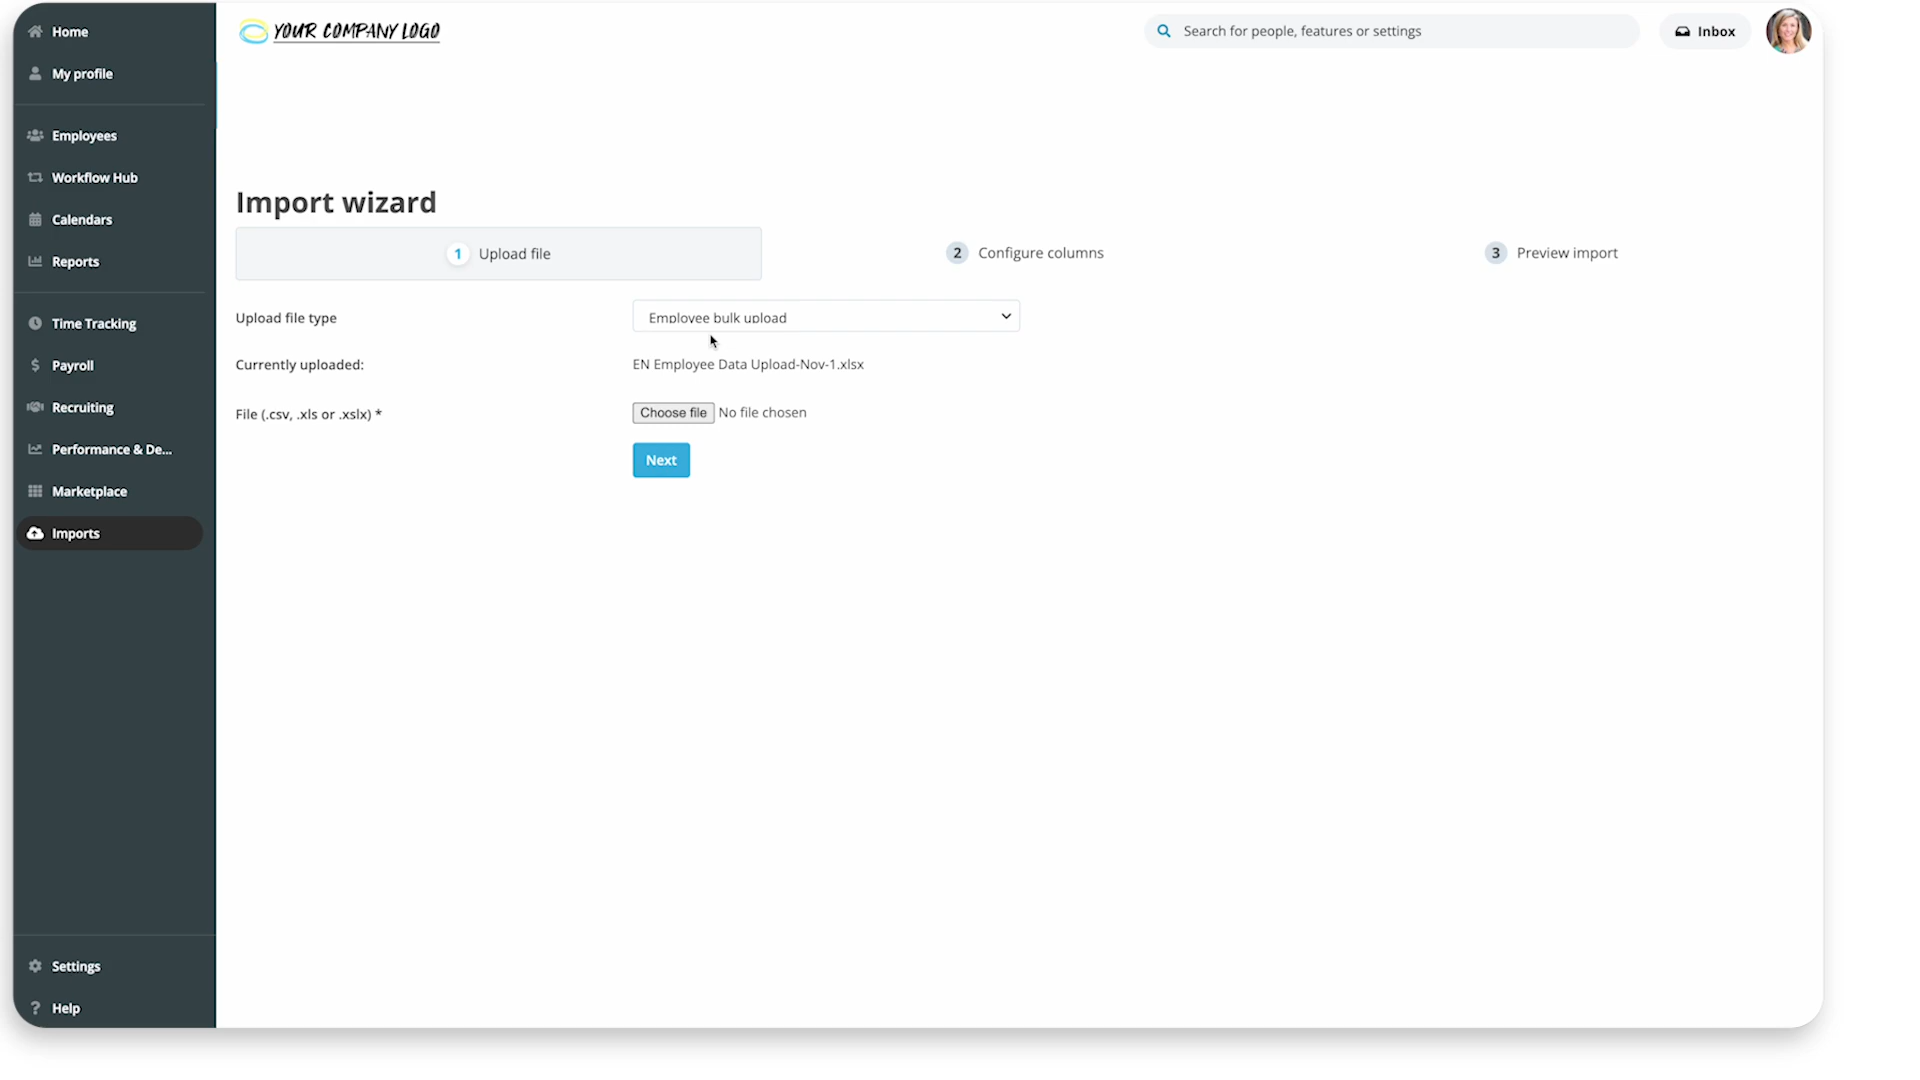 Home
My profile
Employees
Workflow Hub
Calendars
Reports
Time Tracking
Payroll
Recruiting
Performance & De...
Marketplace
Imports
Settings
Help
YOUR COMPANY LOGO
Search for people, features or settings
Inbox
Import wizard
1 Upload file
2 Configure columns
3 Preview import
Upload file type
Employee bulk upload
Currently uploaded:
EN Employee Data Upload-Nov-1.xlsx
File (.csv, .xls or .xslx) *
Choose file No file chosen
Next